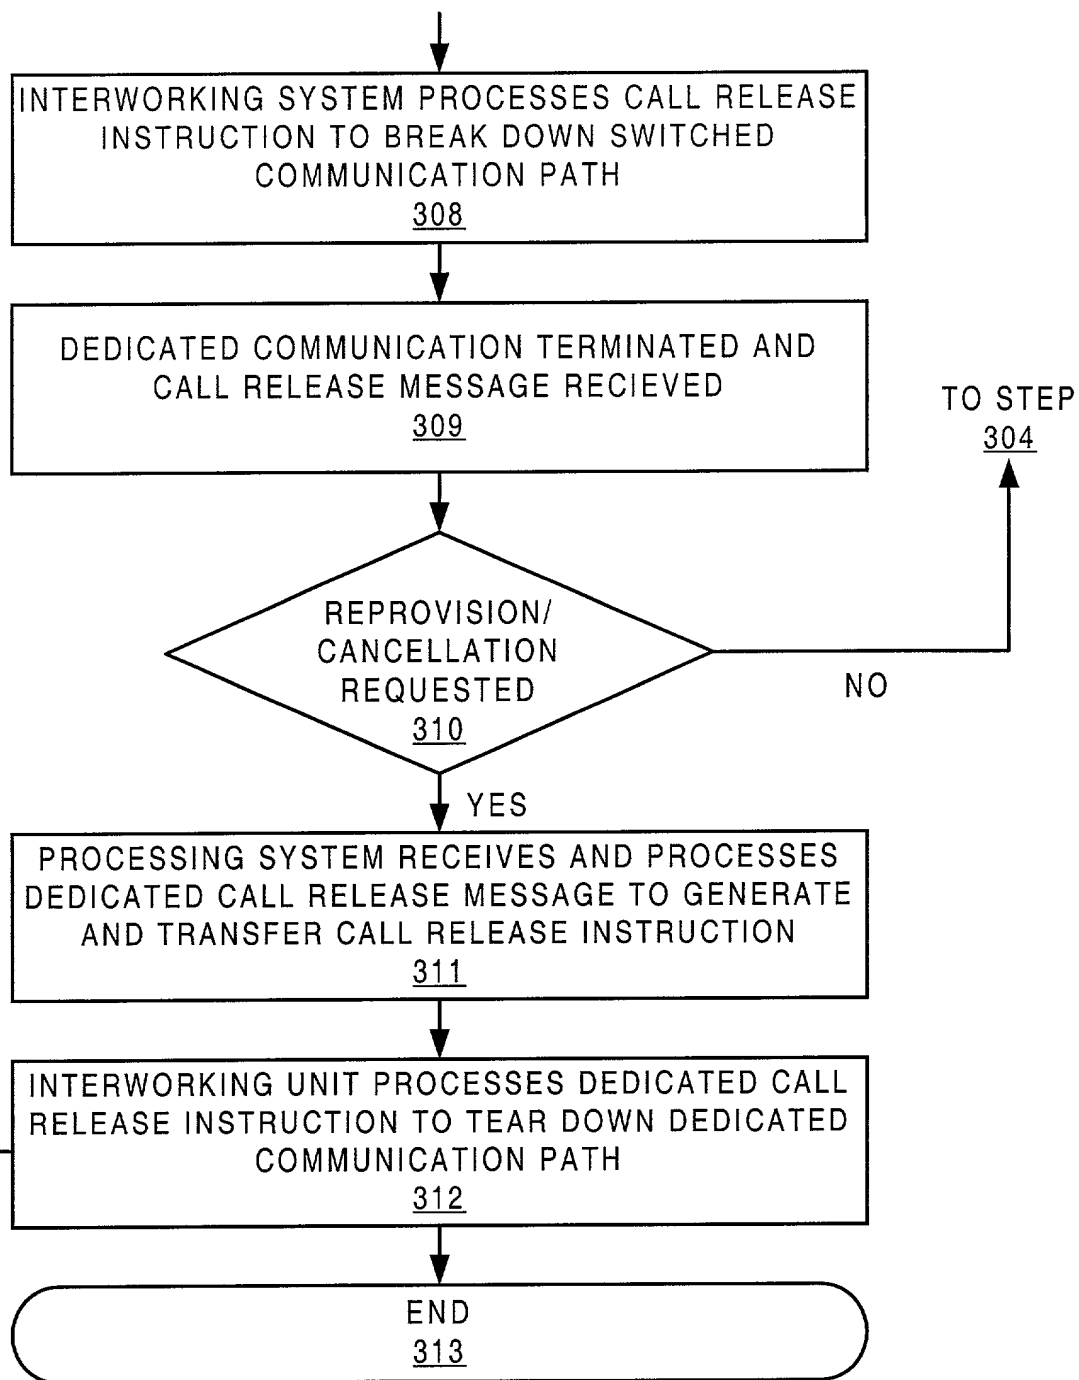 INTERWORKING SYSTEM PROCESSES CALL RELEASE
INSTRUCTION TO BREAK DOWN SWITCHED
COMMUNICATION PATH
308
DEDICATED COMMUNICATION TERMINATED AND
CALL RELEASE MESSAGE RECIEVED
309
TO STEP
304
REPROVISION/
CANCELLATION
REQUESTED
310
NO
YES
PROCESSING SYSTEM RECEIVES AND PROCESSES
DEDICATED CALL RELEASE MESSAGE TO GENERATE
AND TRANSFER CALL RELEASE INSTRUCTION
311
INTERWORKING UNIT PROCESSES DEDICATED CALL
RELEASE INSTRUCTION TO TEAR DOWN DEDICATED
COMMUNICATION PATH
312
END
313